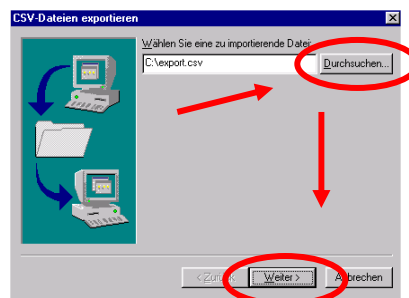 CSV-Dateien exportieren
Wählen Sie eine zu importierende Datei:
C:\export.csv
Durchsuchen...
< Zurück
Weiter >
Abbrechen